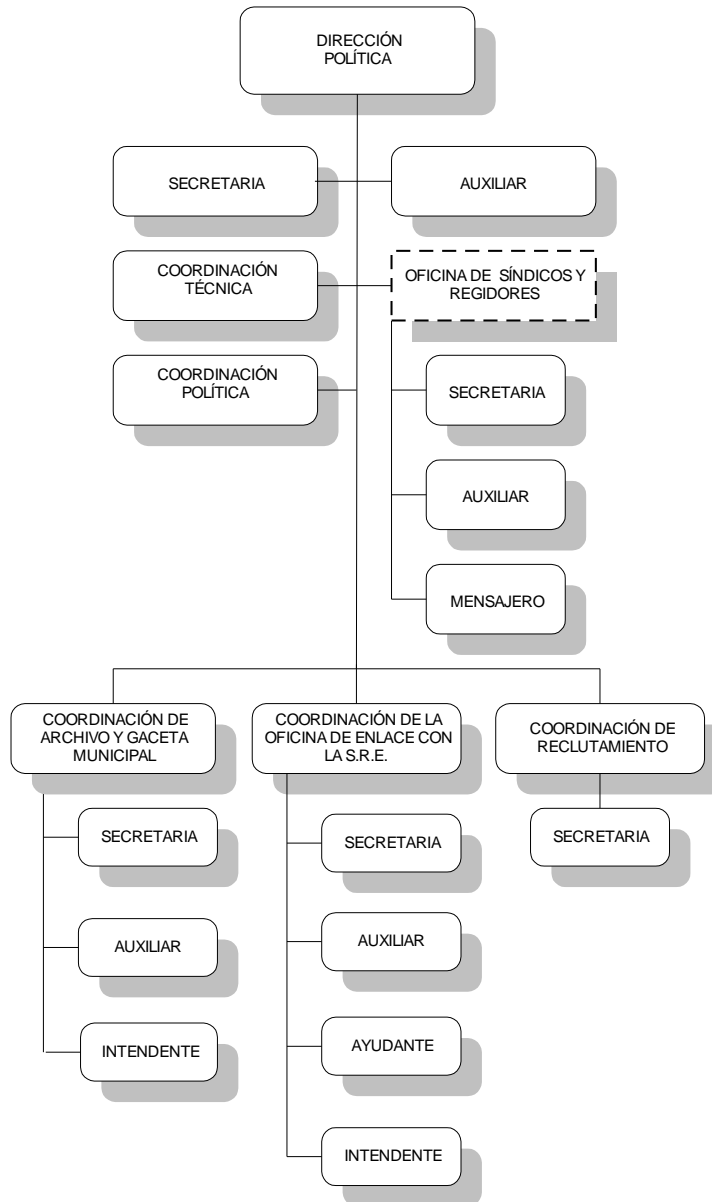 DIRECCIÓN
POLÍTICA
SECRETARIA
AUXILIAR
COORDINACIÓN
TÉCNICA
OFICINA DE SÍNDICOS Y
REGIDORES
COORDINACIÓN
POLÍTICA
SECRETARIA
AUXILIAR
MENSAJERO
COORDINACIÓN DE
ARCHIVO Y GACETA
MUNICIPAL
SECRETARIA
AUXILIAR
INTENDENTE
COORDINACIÓN DE LA
OFICINA DE ENLACE CON
LA S.R.E.
SECRETARIA
AUXILIAR
AYUDANTE
INTENDENTE
COORDINACIÓN DE
RECLUTAMIENTO
SECRETARIA